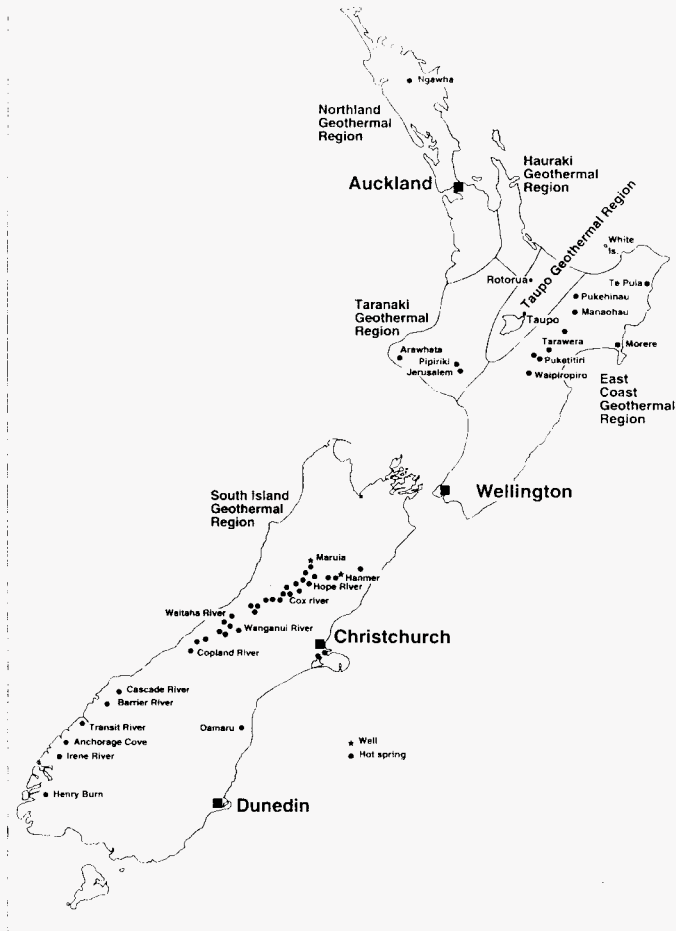 Ngawha
Northland
Geothermal
Region
Hauraki
Geothermal
Region
Auckland
Taupo Geothermal Region
White
Is.
Rotorua
Te Puia
Pukehinau
Manaohau
Taranaki
Geothermal
Region
Taupo
Tarawera
Morere
Arawhata
Pipiriki
Jerusalem
Puketitiri
Waipiropiro
East
Coast
Geothermal
Region
Wellington
South Island
Geothermal
Region
Maruia
Hanmer
Hope River
Cox river
Waitaha River
Wanganui River
Christchurch
Copland River
Cascade River
Barrier River
Transit River
Oamaru
Anchorage Cove
Well
Irene River
Hot spring
Henry Burn
Dunedin